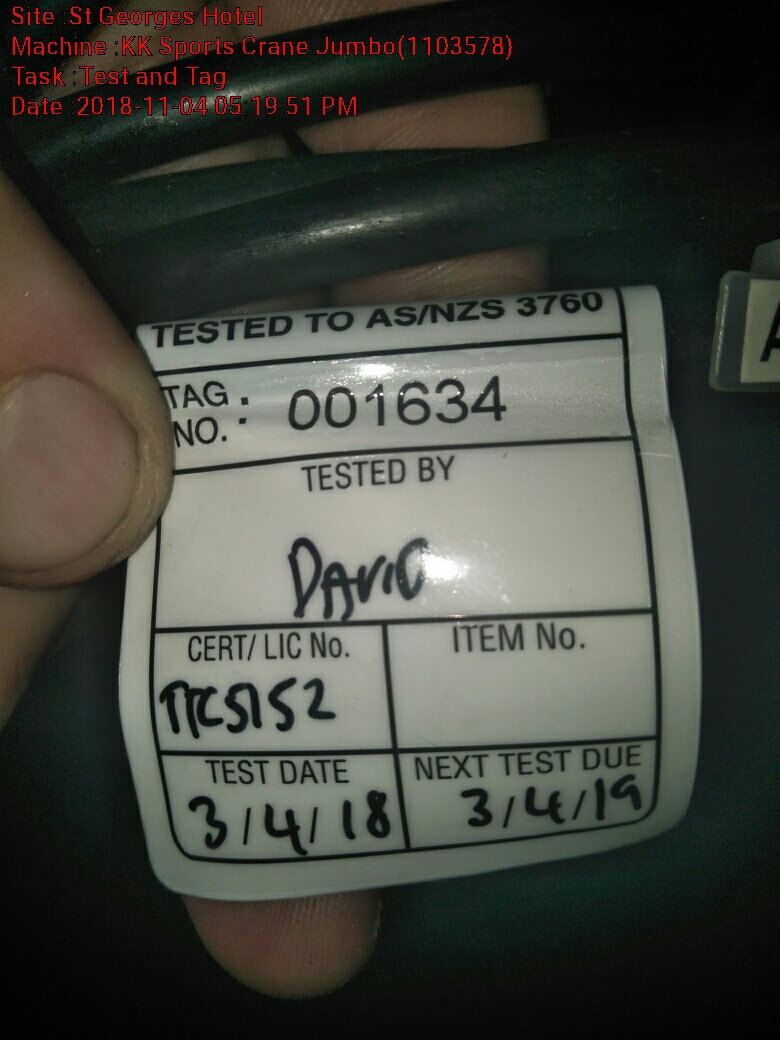 Site :St Georges Hotel
Machine :KK Sports Crane Jumbo(1103578)
Task :Test and Tag
Date :2018-11-04 05:19:51 PM
TESTED TO AS/NZS 3760
TAG NO. : 001634
TESTED BY
DAVID
CERT/ LIC No.
ITEM No.
TTC5152
TEST DATE
NEXT TEST DUE
3/4/18
3/4/19
A